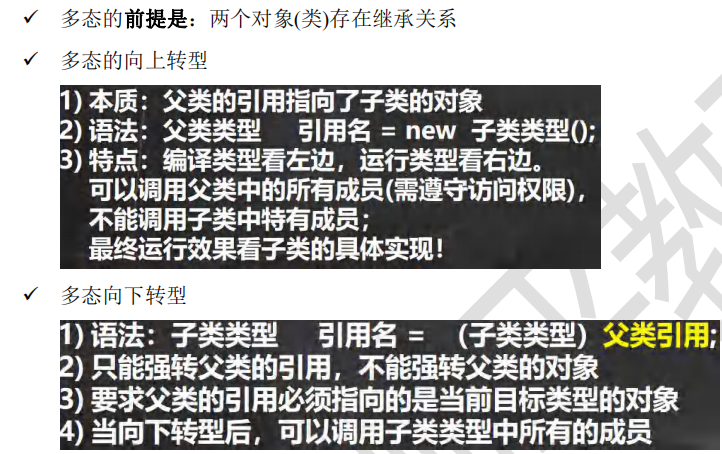 ✓ 多态的前提是：两个对象(类)存在继承关系
✓ 多态的向上转型
1) 本质：父类的引用指向了子类的对象
2) 语法：父类类型 引用名 = new 子类类型();
3) 特点：编译类型看左边，运行类型看右边。
可以调用父类中的所有成员(需遵守访问权限)，
不能调用子类中特有成员；
最终运行效果看子类的具体实现！
✓ 多态向下转型
1) 语法：子类类型 引用名 = （子类类型）父类引用;
2) 只能强转父类的引用，不能强转父类的对象
3) 要求父类的引用必须指向的是当前目标类型的对象
4) 当向下转型后，可以调用子类类型中所有的成员